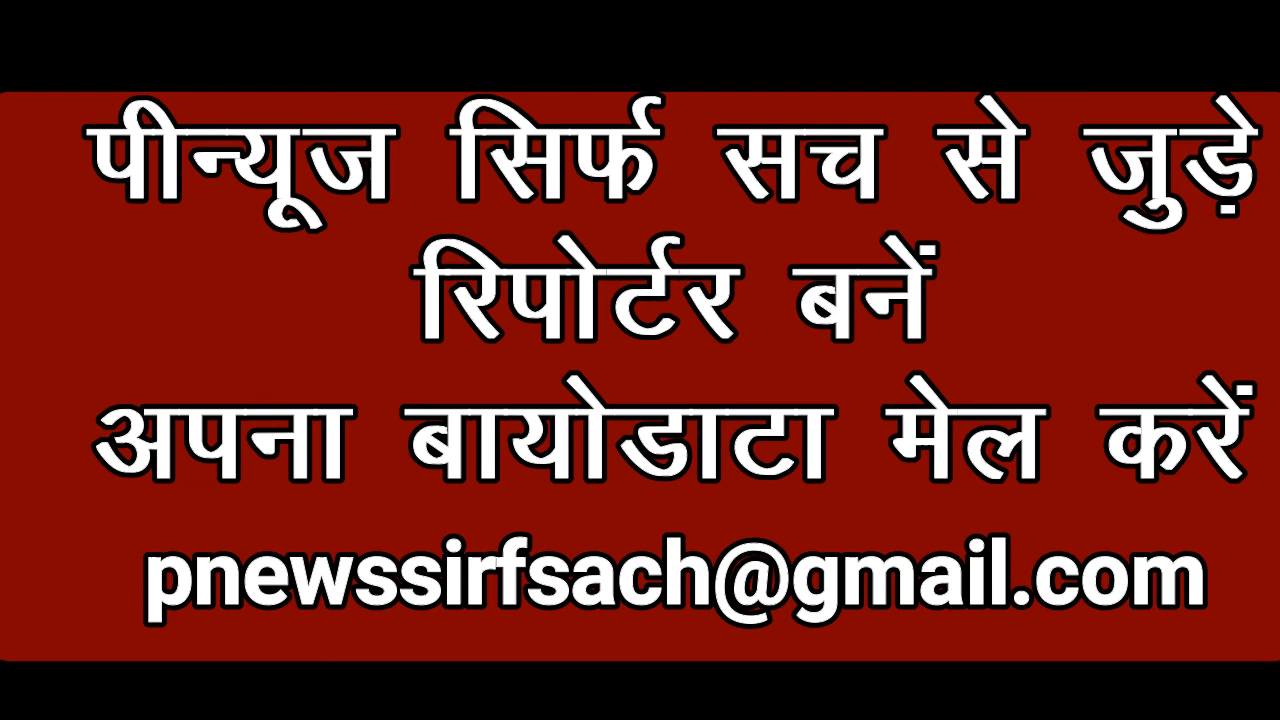 पीन्यूज सिर्फ सच से जुड़े
रिपोर्टर बनें
अपना बायोडाटा मेल करें
pnewssirfsach@gmail.com